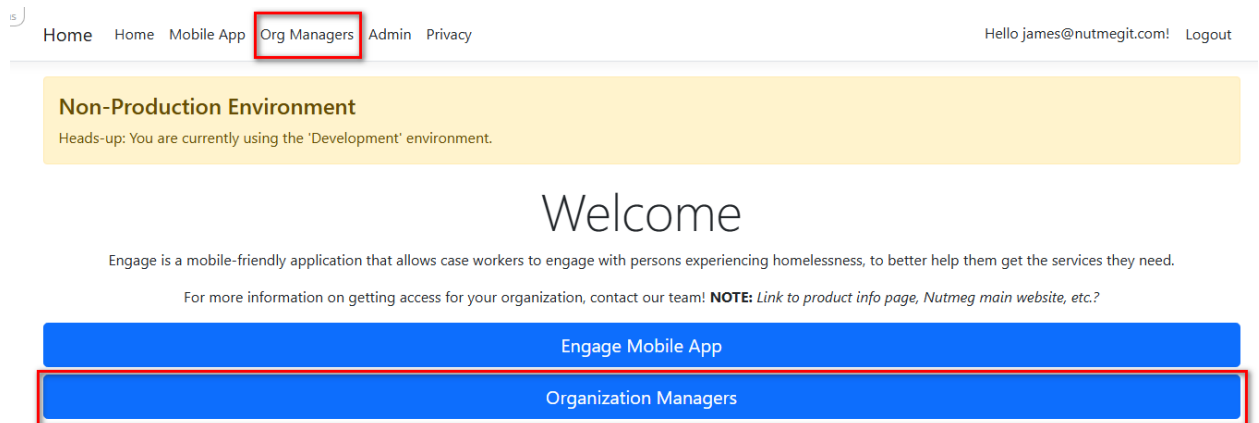 Home Home Mobile App Org Managers Admin Privacy Hello james@nutmegit.com! Logout
Non-Production Environment
Heads-up: You are currently using the 'Development' environment.
Welcome
Engage is a mobile-friendly application that allows case workers to engage with persons experiencing homelessness, to better help them get the services they need.
For more information on getting access for your organization, contact our team! NOTE: Link to product info page, Nutmeg main website, etc.?
Engage Mobile App
Organization Managers